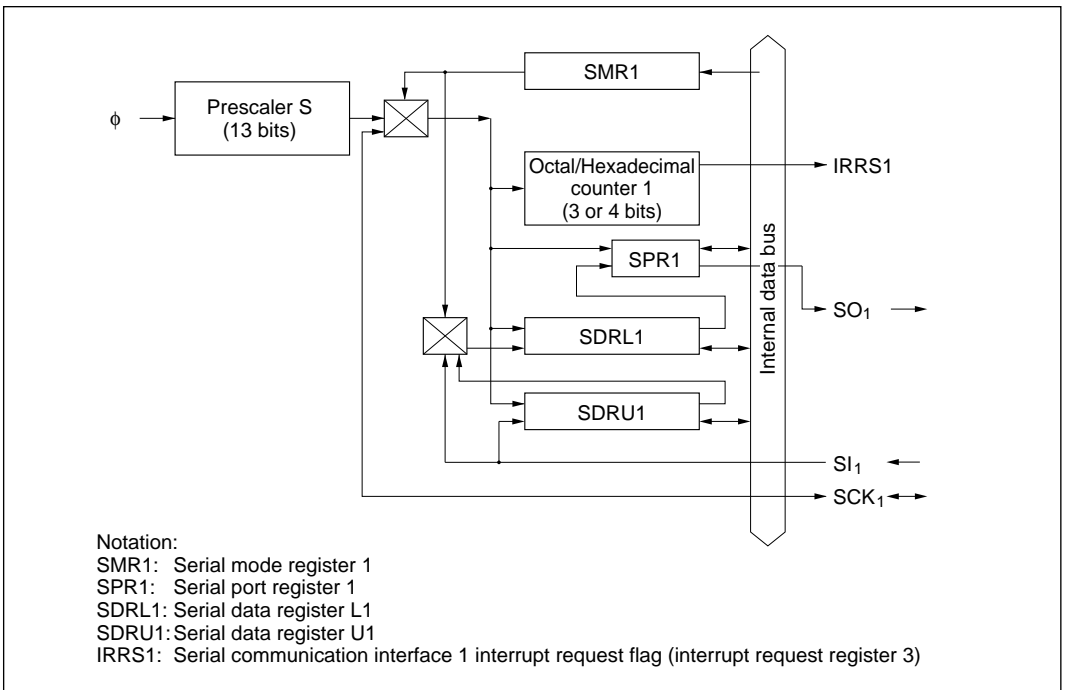 SMR1
ϕ
Prescaler S
(13 bits)
Octal/Hexadecimal
counter 1
(3 or 4 bits)
IRRS1
SPR1
Internal data bus
SO1
SDRL1
SDRU1
SI1
SCK1
Notation:
SMR1: Serial mode register 1
SPR1: Serial port register 1
SDRL1: Serial data register L1
SDRU1: Serial data register U1
IRRS1: Serial communication interface 1 interrupt request flag (interrupt request register 3)